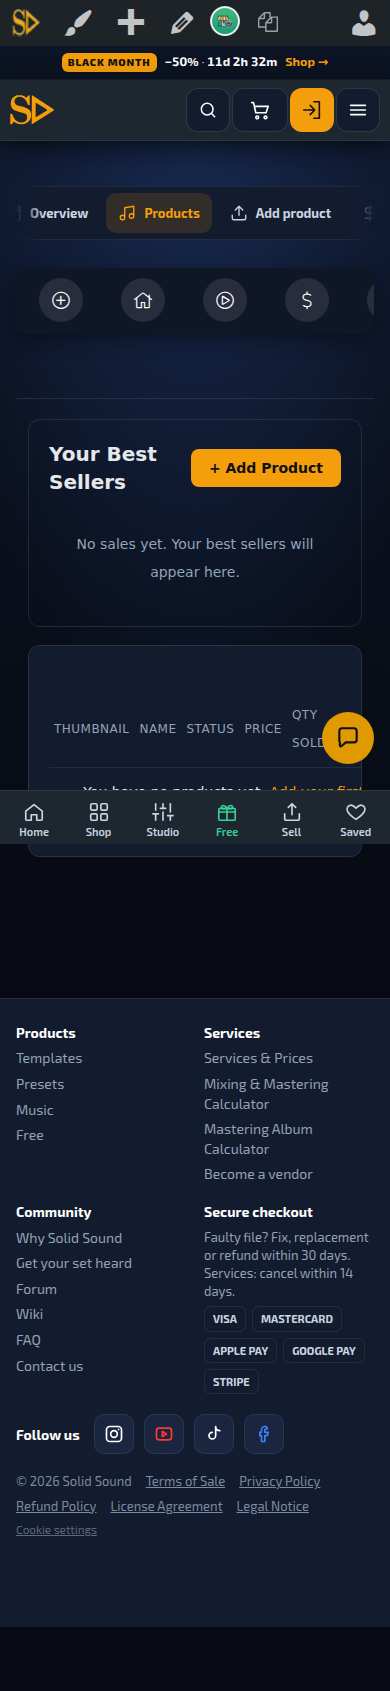 BLACK MONTH −50% · 11d 2h 32m Shop →
Overview Products Add product
Your Best
Sellers
+ Add Product
No sales yet. Your best sellers will
appear here.
THUMBNAIL NAME STATUS PRICE QTY
SOLD
Home Shop Studio Free Sell Saved
Products
Templates
Presets
Music
Free
Services
Services & Prices
Mixing & Mastering
Calculator
Mastering Album
Calculator
Become a vendor
Community
Why Solid Sound
Get your set heard
Forum
Wiki
FAQ
Contact us
Secure checkout
Faulty file? Fix, replacement
or refund within 30 days.
Services: cancel within 14
days.
VISA MASTERCARD
APPLE PAY GOOGLE PAY
STRIPE
Follow us
© 2026 Solid Sound Terms of Sale Privacy Policy
Refund Policy License Agreement Legal Notice
Cookie settings